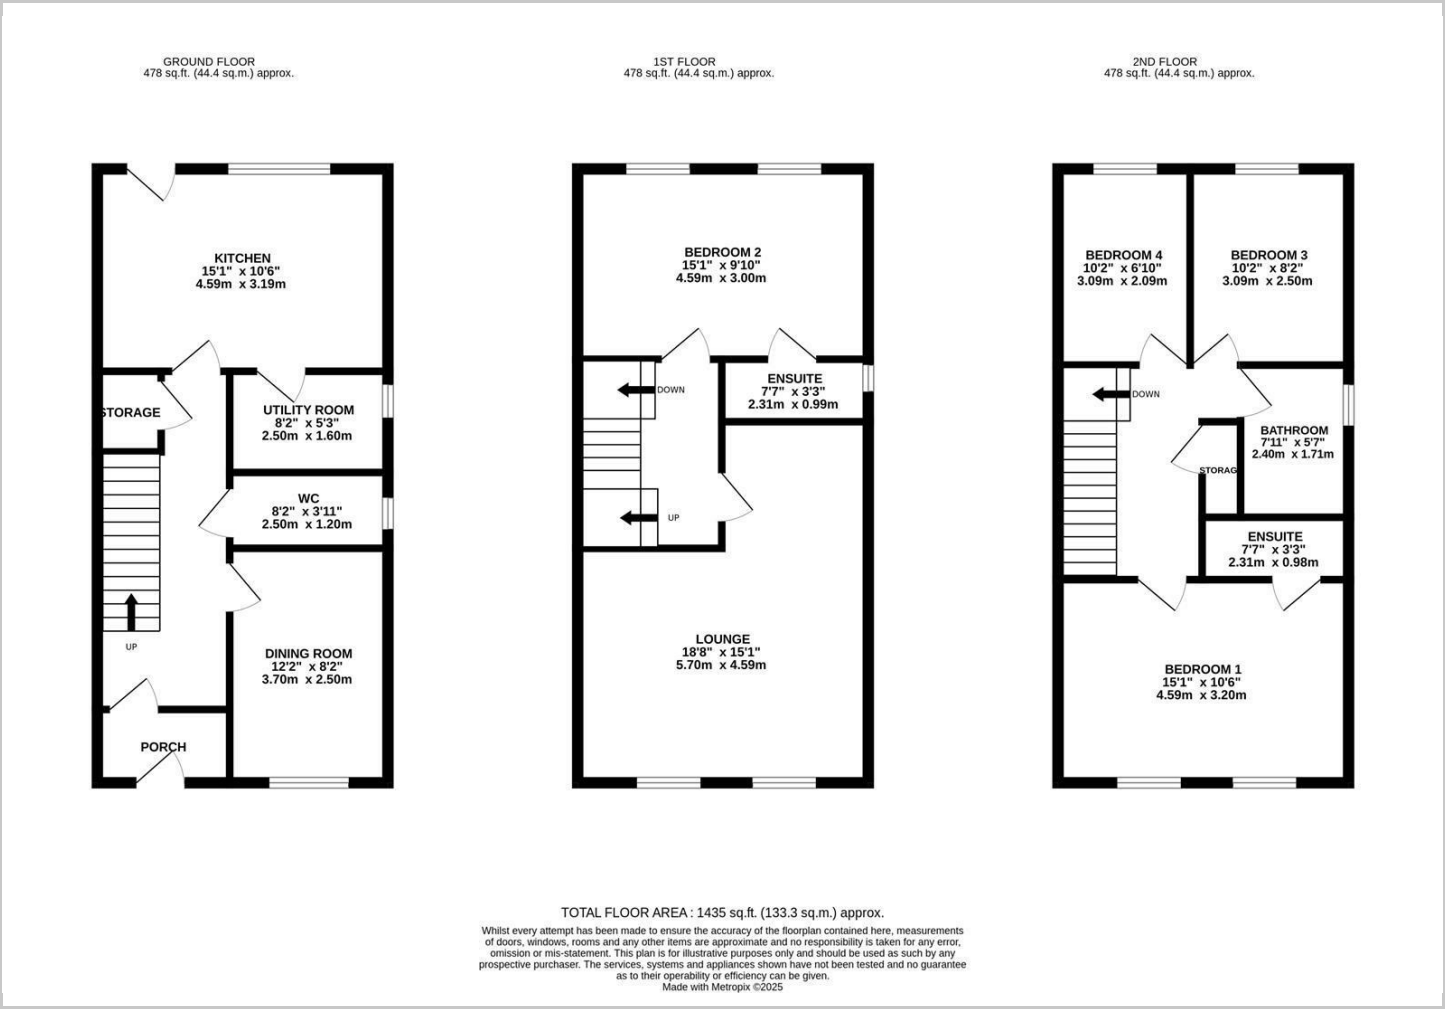 GROUND FLOOR
478 sq.ft. (44.4 sq.m.) approx.
1ST FLOOR
478 sq.ft. (44.4 sq.m.) approx.
2ND FLOOR
478 sq.ft. (44.4 sq.m.) approx.
KITCHEN
15'1" x 10'6"
4.59m x 3.19m
STORAGE
UTILITY ROOM
8'2" x 5'3"
2.50m x 1.60m
WC
8'2" x 3'11"
2.50m x 1.20m
UP
DINING ROOM
12'2" x 8'2"
3.70m x 2.50m
PORCH
BEDROOM 2
15'1" x 9'10"
4.59m x 3.00m
DOWN
ENSUITE
7'7" x 3'3"
2.31m x 0.99m
UP
LOUNGE
18'8" x 15'1"
5.70m x 4.59m
BEDROOM 4
10'2" x 6'10"
3.09m x 2.09m
BEDROOM 3
10'2" x 8'2"
3.09m x 2.50m
DOWN
BATHROOM
7'11" x 5'7"
2.40m x 1.71m
STORAG
ENSUITE
7'7" x 3'3"
2.31m x 0.98m
BEDROOM 1
15'1" x 10'6"
4.59m x 3.20m
TOTAL FLOOR AREA : 1435 sq.ft. (133.3 sq.m.) approx.
Whilst every attempt has been made to ensure the accuracy of the floorplan contained here, measurements
of doors, windows, rooms and any other items are approximate and no responsibility is taken for any error,
omission or mis-statement. This plan is for illustrative purposes only and should be used as such by any
prospective purchaser. The services, systems and appliances shown have not been tested and no guarantee
as to their operability or efficiency can be given.
Made with Metropix ©2025